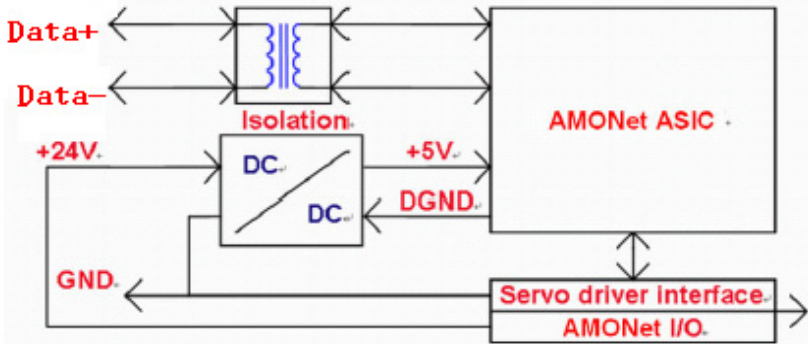 Data+
Data-
Isolation
AMONet ASIC
+24V
DC
DC
+5V
DGND
GND
Servo driver interface
AMONet I/O